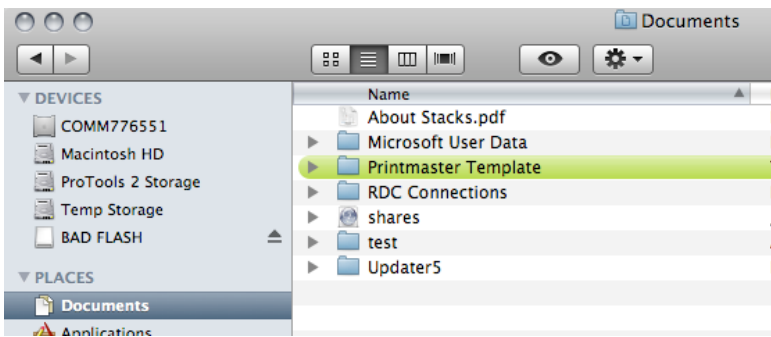 Documents
DEVICES
COMM776551
Macintosh HD
ProTools 2 Storage
Temp Storage
BAD FLASH
PLACES
Documents
Applications
Name
About Stacks.pdf
Microsoft User Data
Printmaster Template
RDC Connections
shares
test
Updater5